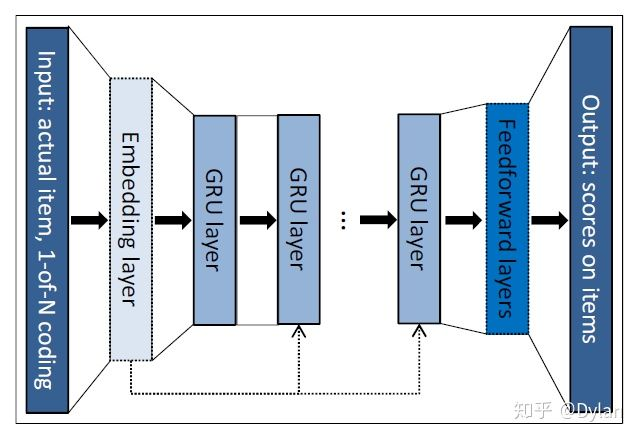 Input: actual item, 1-of-N coding
Embedding layer
GRU layer
GRU layer
...
GRU layer
Feedforward layers
Output: scores on items
知乎 @Dylan